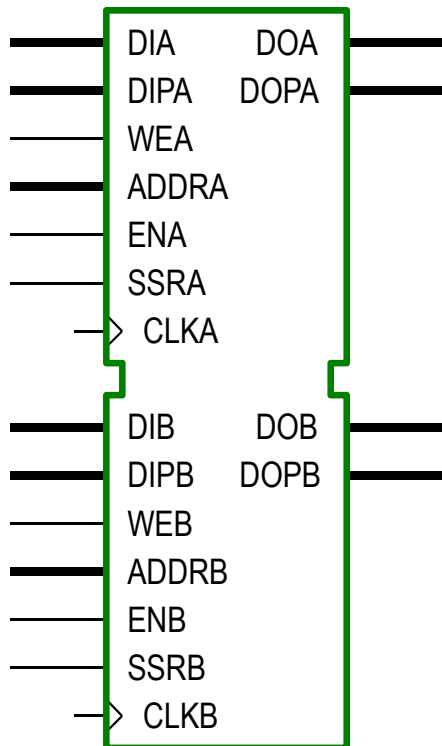 DIA DOA
DIPA DOPA
WEA
ADDRA
ENA
SSRA
CLKA
DIB DOB
DIPB DOPB
WEB
ADDRB
ENB
SSRB
CLKB